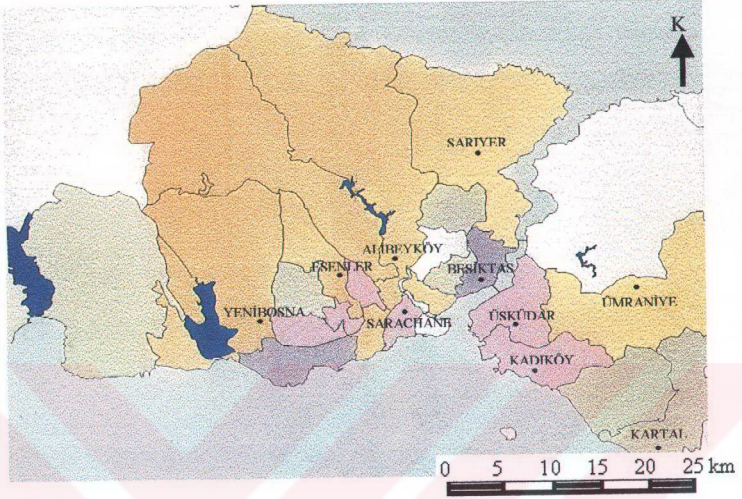 K
SARIYER
ALİBEYKÖY
ESENLER
BEŞİKTAŞ
ÜMRANİYE
YENİBOSNA
SARAÇHANE
ÜSKÜDAR
KADIKÖY
KARTAL
0 5 10 15 20 25 km